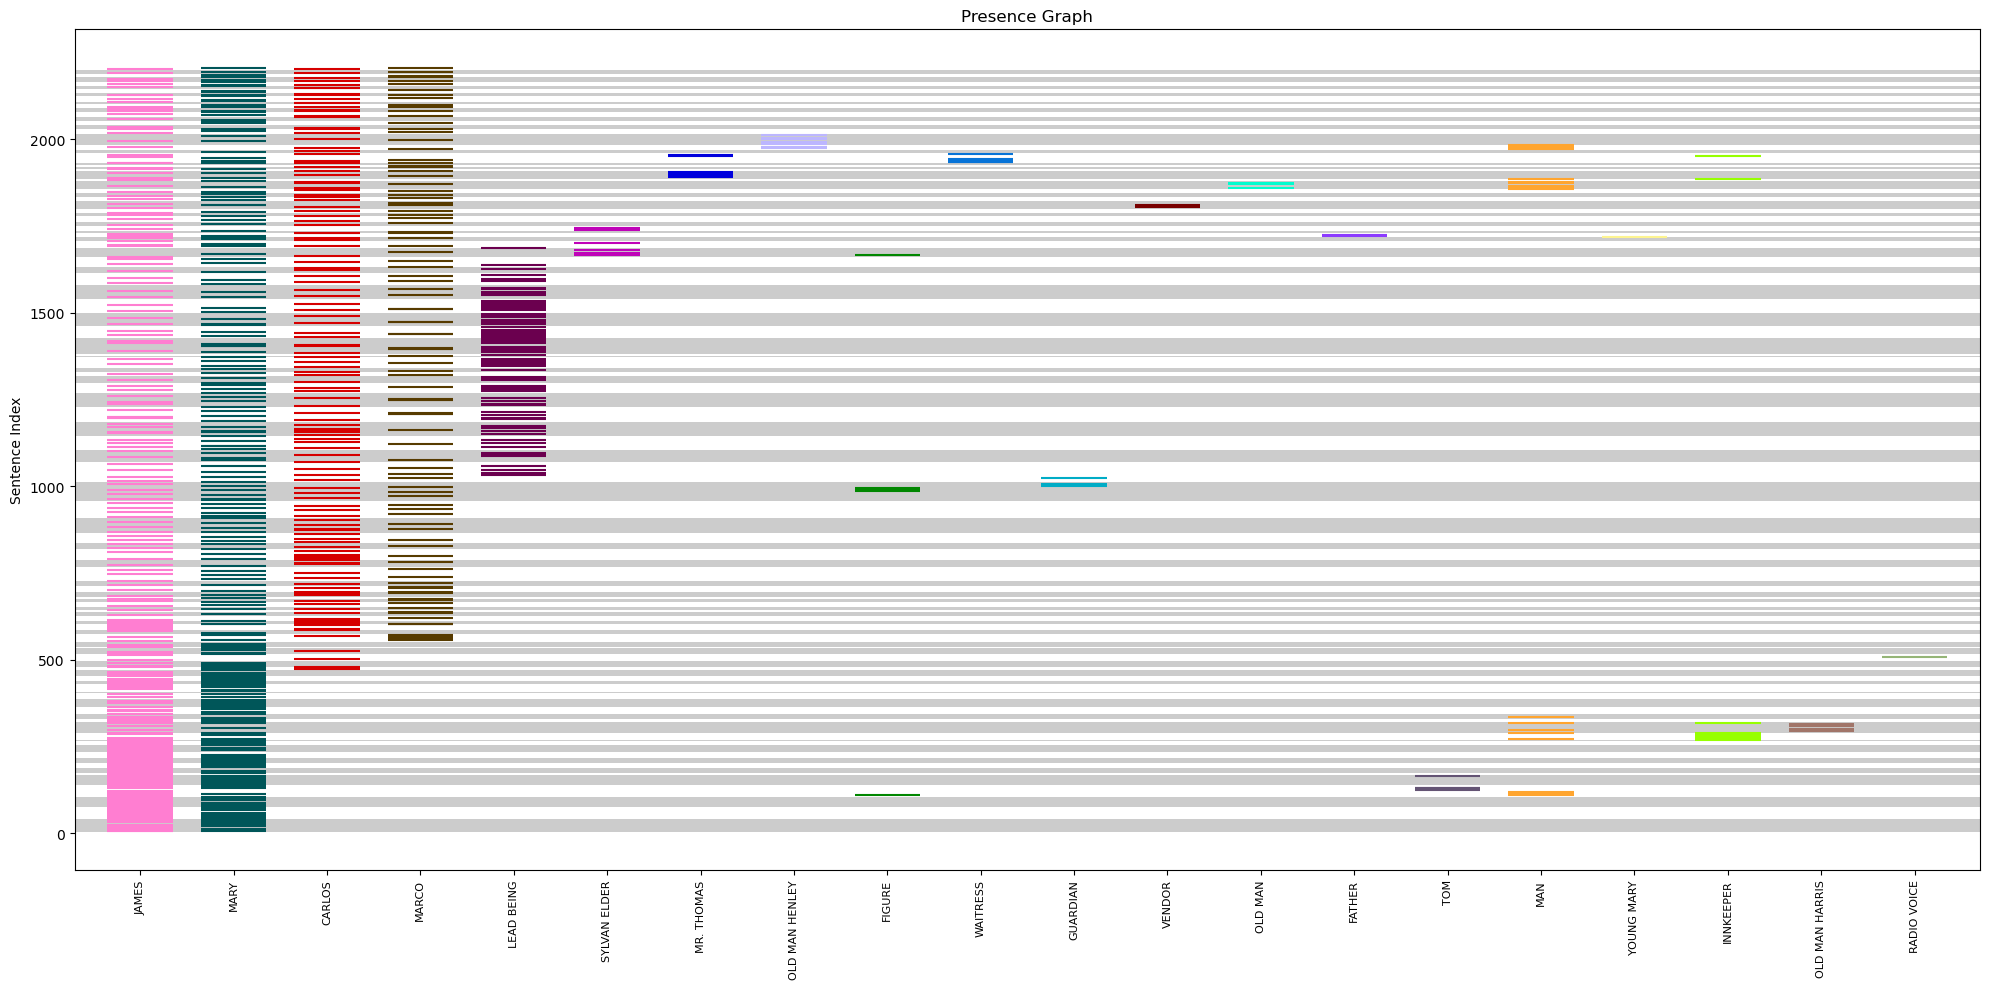 Presence Graph
Sentence Index
2000
1500
1000
500
0
JAMES
MARY
CARLOS
MARCO
LEAD BEING
SYLVAN ELDER
MR. THOMAS
OLD MAN HENLEY
FIGURE
WAITRESS
GUARDIAN
VENDOR
OLD MAN
FATHER
TOM
MAN
YOUNG MARY
INNKEEPER
OLD MAN HARRIS
RADIO VOICE